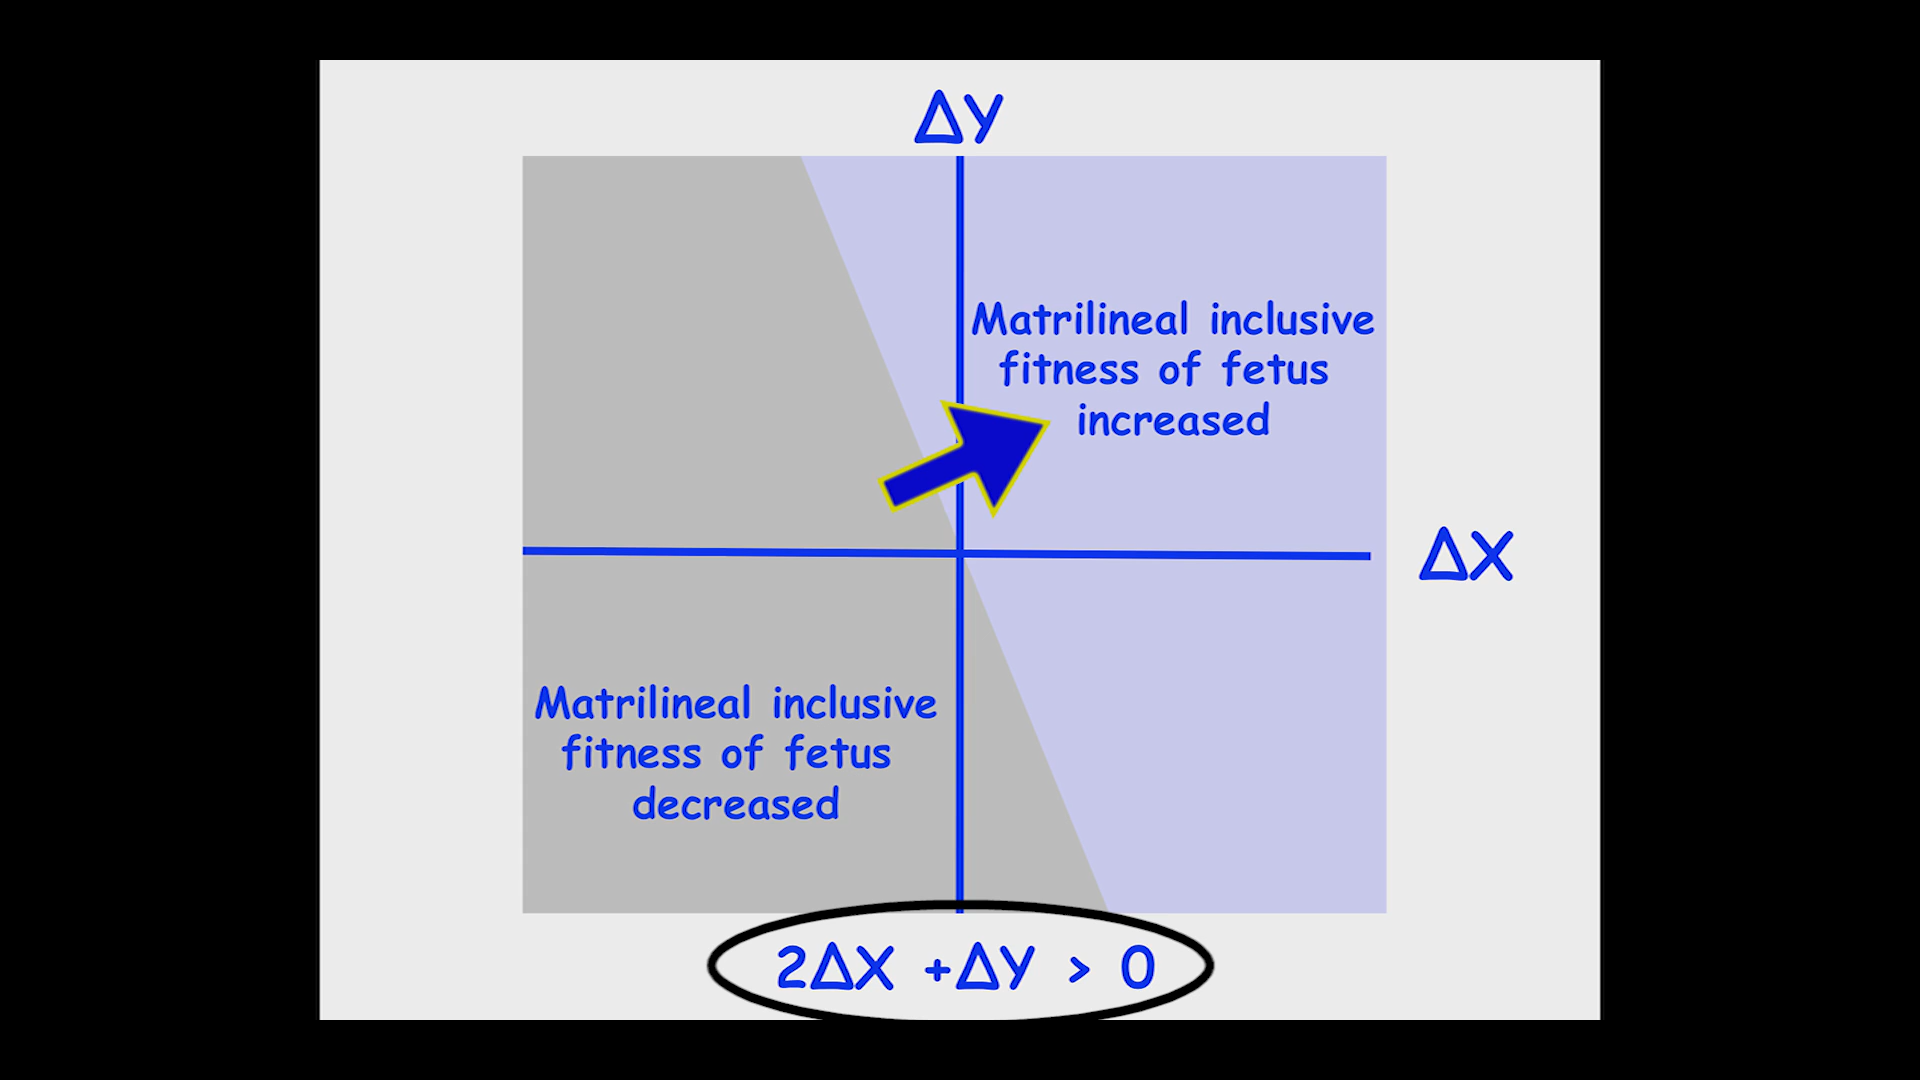 ΔY
Matrilineal inclusive
fitness of fetus
increased
ΔX
Matrilineal inclusive
fitness of fetus
decreased
2ΔX +ΔY > 0